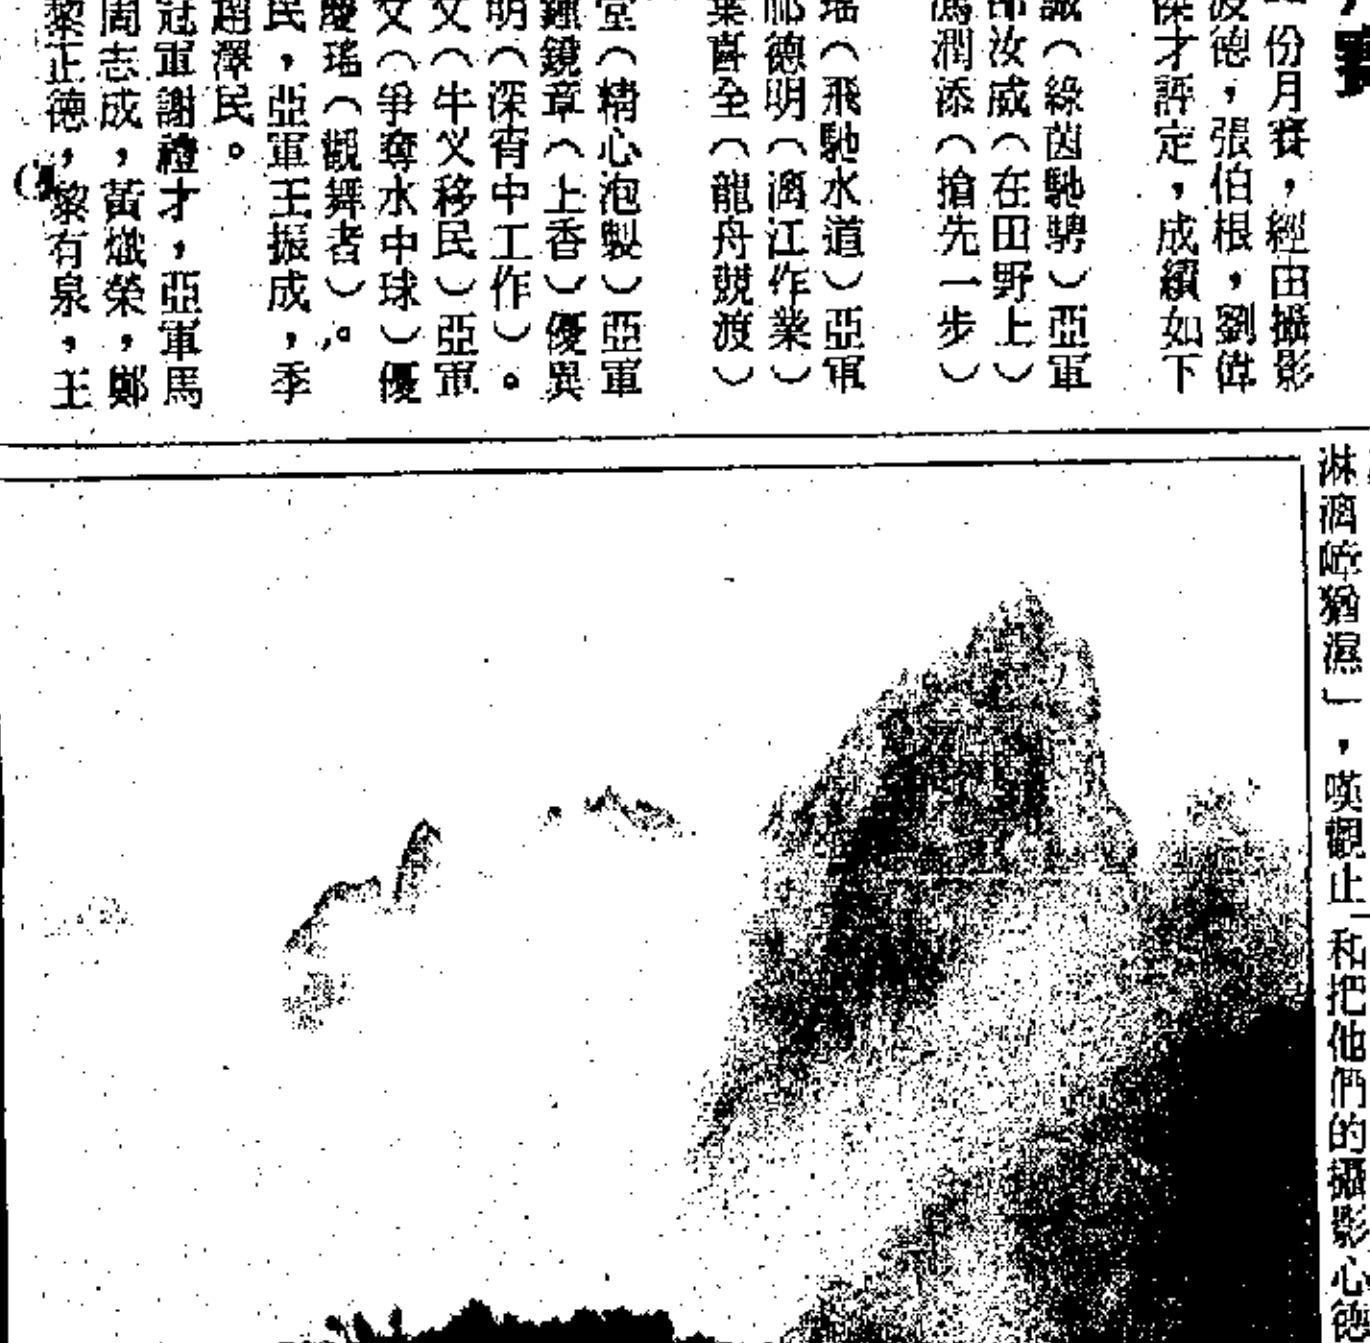 賽
份月賽，經由攝影
德，張伯根，劉偉
傑才評定，成績如下
誠（綠茵馳騁）亞軍
汝威（在田野上）
潤添（搶先一步）
瑤（飛馳水道）亞軍
德明（漓江作業）
葉喜全（龍舟競渡）
堂（精心泡製）亞軍
鍾鏡章（上香）優異
明（深宵中工作）。
文（牛又移民）亞軍
文（爭奪水中球）優
慶瑤（觀舞者）。
民，亞軍王振成，季
趙澤民。
冠軍謝禮才，亞軍馬
周志成，黃熾榮，鄭
黎正德，黎有泉，王
淋漓嶂猶濕」，嘆觀止和把他們的攝影心德